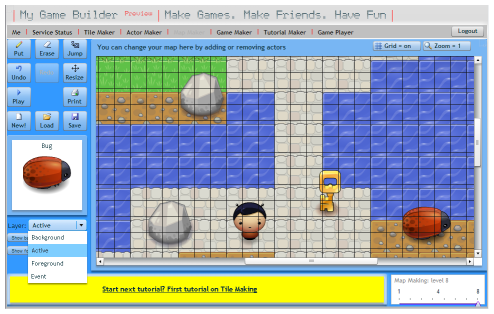 My Game Builder Preview | Make Games. Make Friends. Have Fun
Me | Service Status | Tile Maker | Actor Maker | Map Maker | Game Maker | Tutorial Maker | Game Player
Logout
Put Erase Jump
You can change your map here by adding or removing actors
Grid = on
Zoom = 1
Undo
Resize
Play
Print
New! Load Save
Bug
Layer: Active
Background
Active
Foreground
Event
Start next tutorial? First tutorial on Tile Making
Map Making: level 8
1 4 8